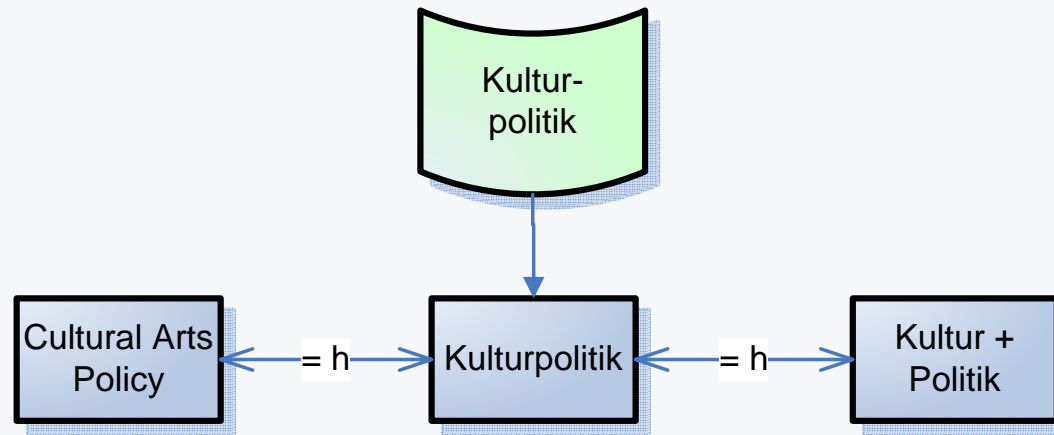 Kultur-
politik
Cultural Arts
Policy
= h
Kulturpolitik
= h
Kultur +
Politik